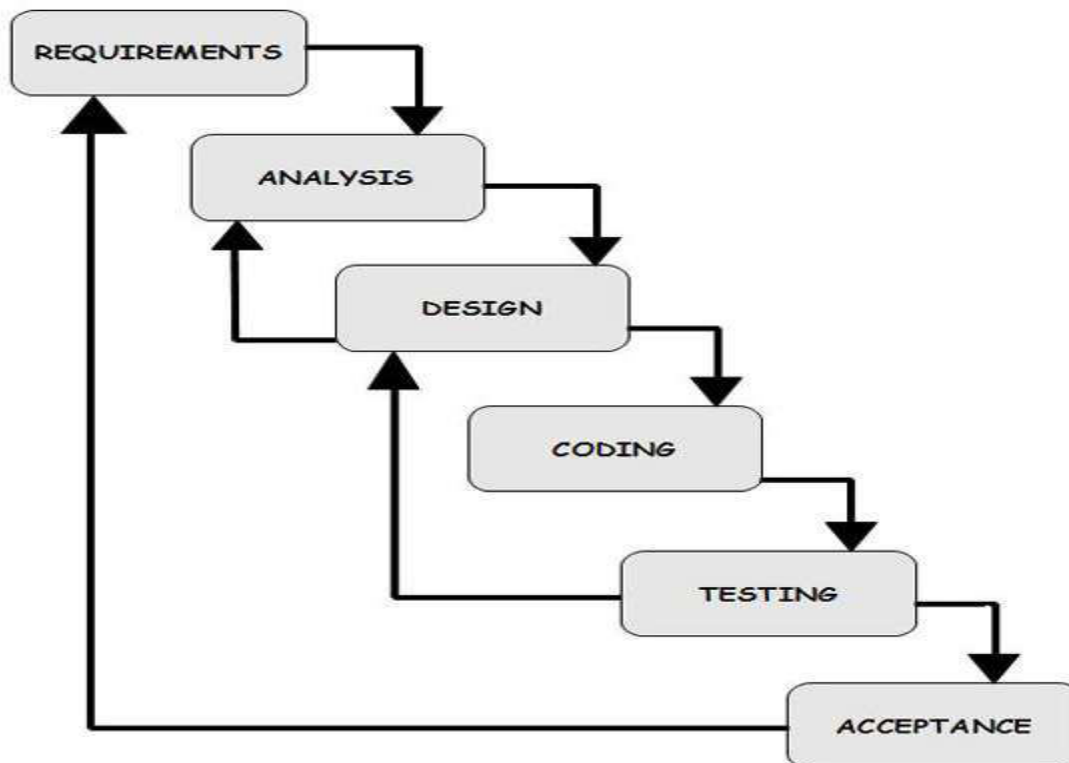 REQUIREMENTS
ANALYSIS
DESIGN
CODING
TESTING
ACCEPTANCE